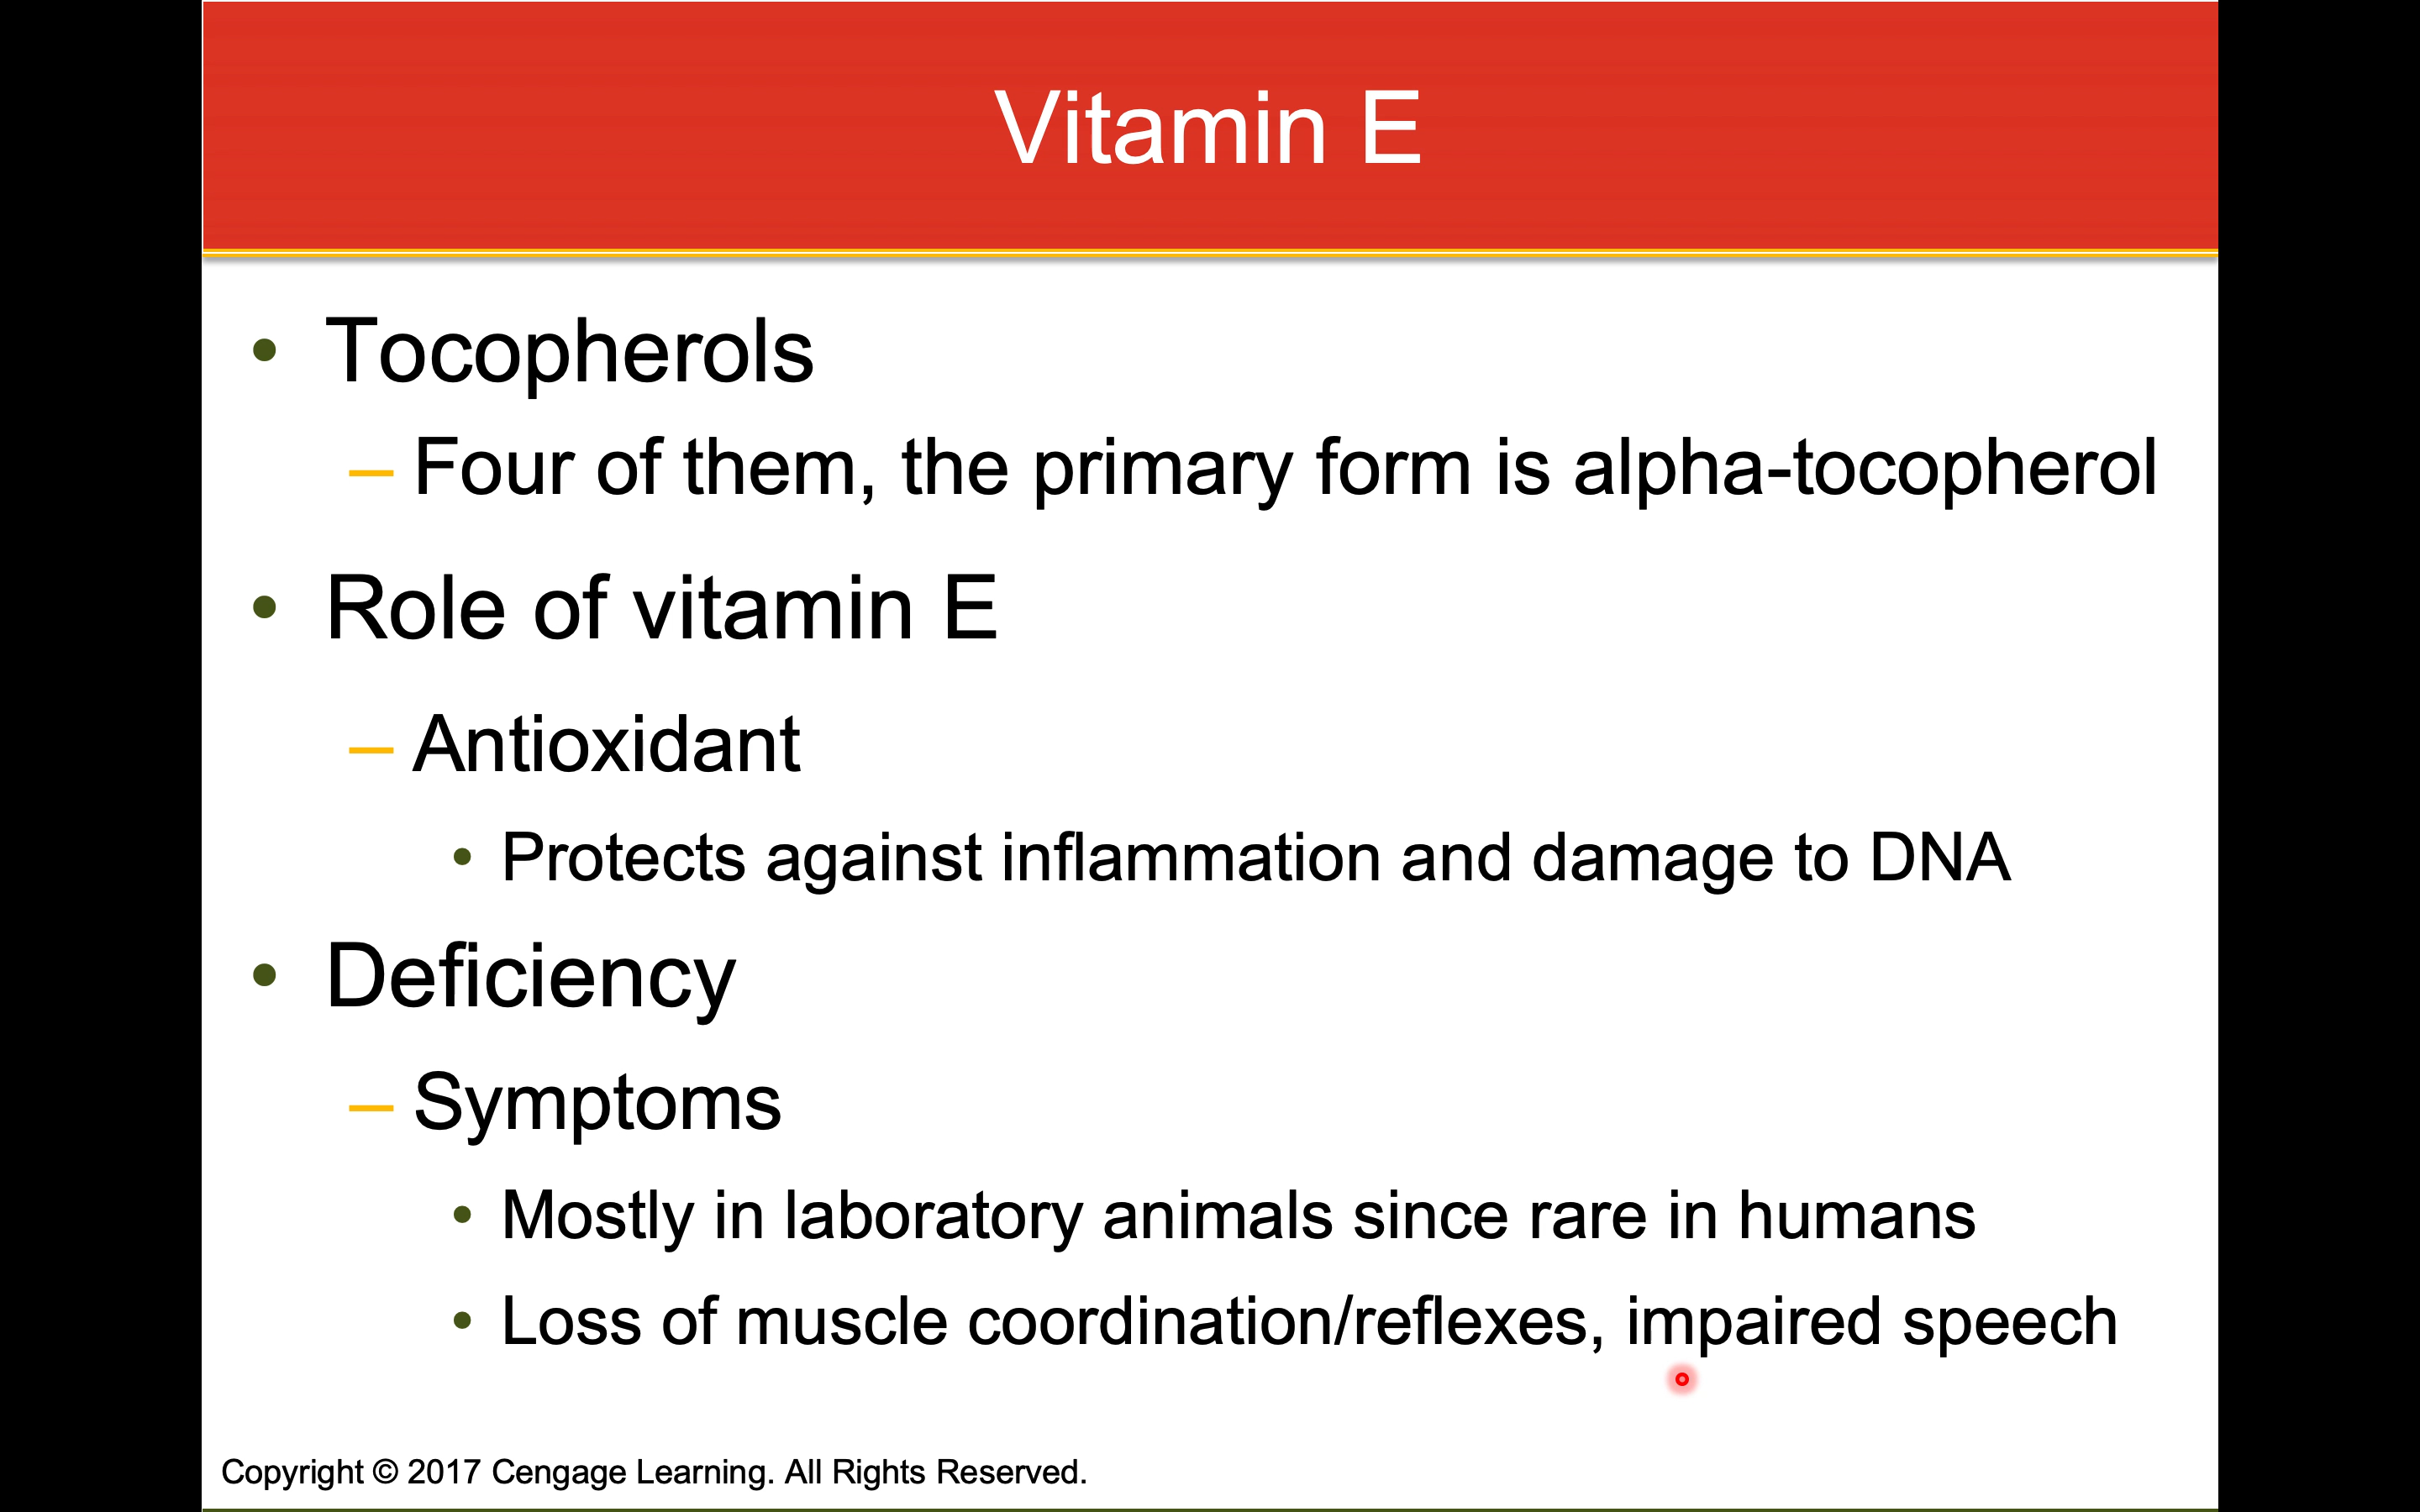 Vitamin E
• Tocopherols
– Four of them, the primary form is alpha-tocopherol
• Role of vitamin E
– Antioxidant
• Protects against inflammation and damage to DNA
• Deficiency
– Symptoms
• Mostly in laboratory animals since rare in humans
• Loss of muscle coordination/reflexes, impaired speech
Copyright © 2017 Cengage Learning. All Rights Reserved.